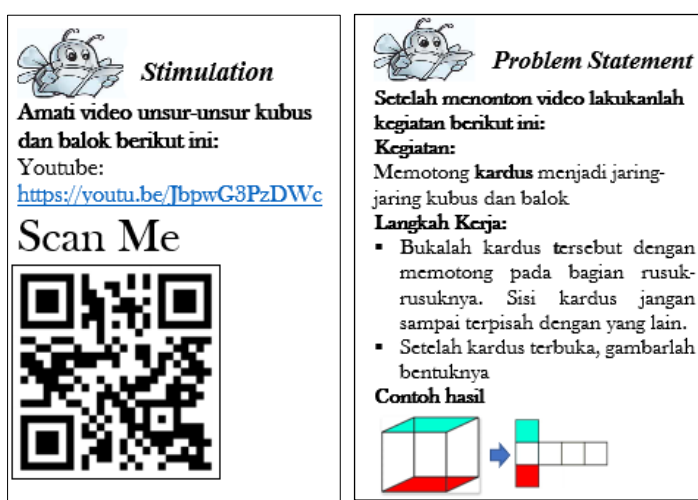 Stimulation
Amati video unsur-unsur kubus
dan balok berikut ini:
Youtube:
https://youtu.be/JbpwG3PzDWc
Scan Me
Problem Statement
Setelah menonton video lakukanlah
kegiatan berikut ini:
Kegiatan:
Memotong kardus menjadi jaring-
jaring kubus dan balok
Langkah Kerja:
▪ Bukalah kardus tersebut dengan
memotong pada bagian rusuk-
rusuknya. Sisi kardus jangan
sampai terpisah dengan yang lain.
▪ Setelah kardus terbuka, gambarlah
bentuknya
Contoh hasil